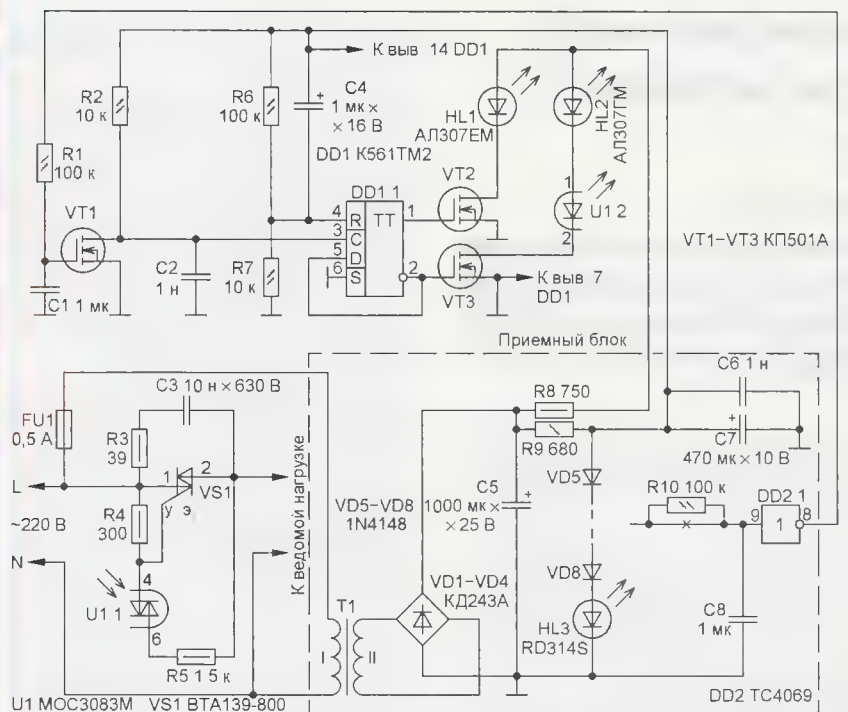 К выв 14 DD1
R2
10 к
R6
100 к
C4
1 мк ×
× 16 В
HL1
АЛ307ЕМ
HL2
АЛ307ГМ
DD1 К561ТМ2
R1
100 к
VT1
DD1 1
VT2
4 R TT 1
3 C
5 D
6 S 2
1
U1 2
2
VT1–VT3 КП501А
C2
1 н
R7
10 к
VT3
К выв 7
DD1
C1 1 мк
Приемный блок
C3 10 н × 630 В
C6 1 н
R8 750
FU1
0,5 А
R3
39
R9 680
C7
470 мк × 10 В
1 2
VS1
К ведомой нагрузке
VD5
R10 100 к
L
у э
C5
1000 мк ×
× 25 В
DD2 1
R4
300
VD5–VD8
1N4148
9 1 8
~220 В
N
VD8
4
U1 1
6
VD1–VD4
КД243А
T1
HL3
RD314S
C8
1 мк
I II
R5 1 5 к
U1 MOC3083M VS1 BTA139-800
DD2 TC4069